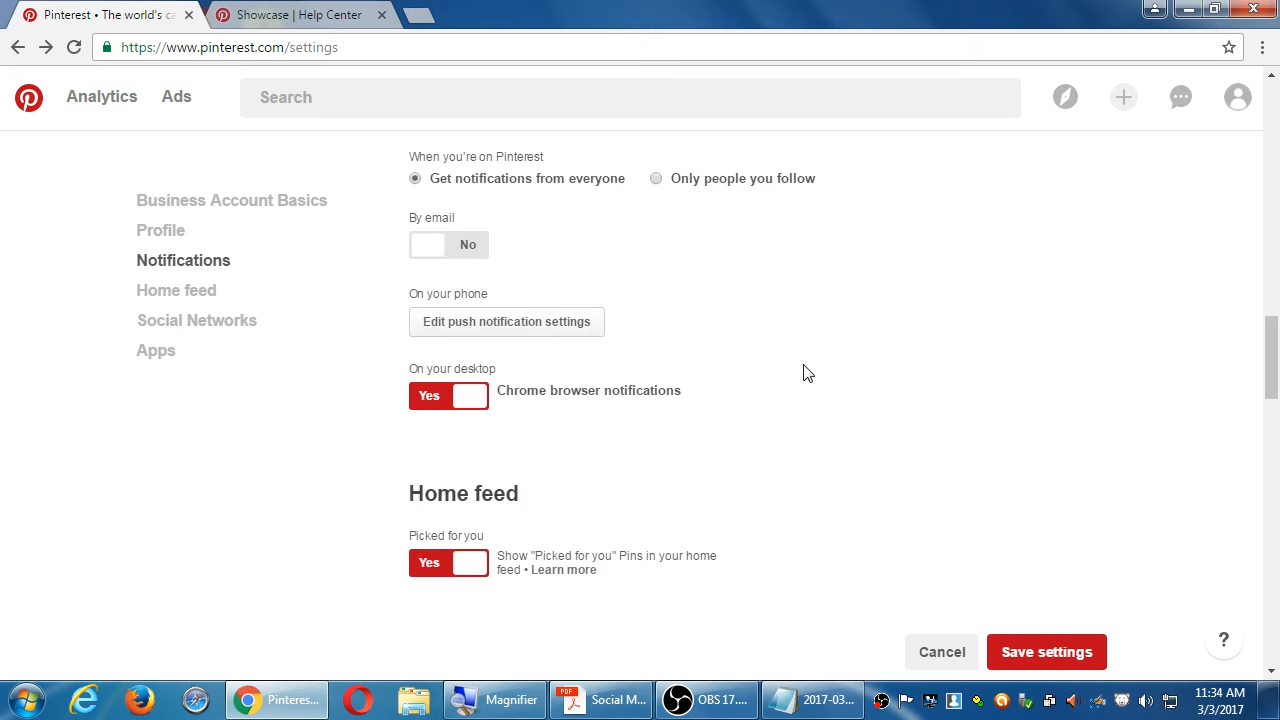 Pinterest • The world's ca
Showcase | Help Center
https://www.pinterest.com/settings
Analytics
Ads
Search
When you're on Pinterest
Get notifications from everyone
Only people you follow
Business Account Basics
Profile
Notifications
Home feed
Social Networks
Apps
By email
No
On your phone
Edit push notification settings
On your desktop
Yes
Chrome browser notifications
Home feed
Picked for you
Yes
Show "Picked for you" Pins in your home
feed • Learn more
Cancel
Save settings
?
Pinteres...
Magnifier
PDF
Social M...
OBS 17....
2017-03...
11:34 AM
3/3/2017